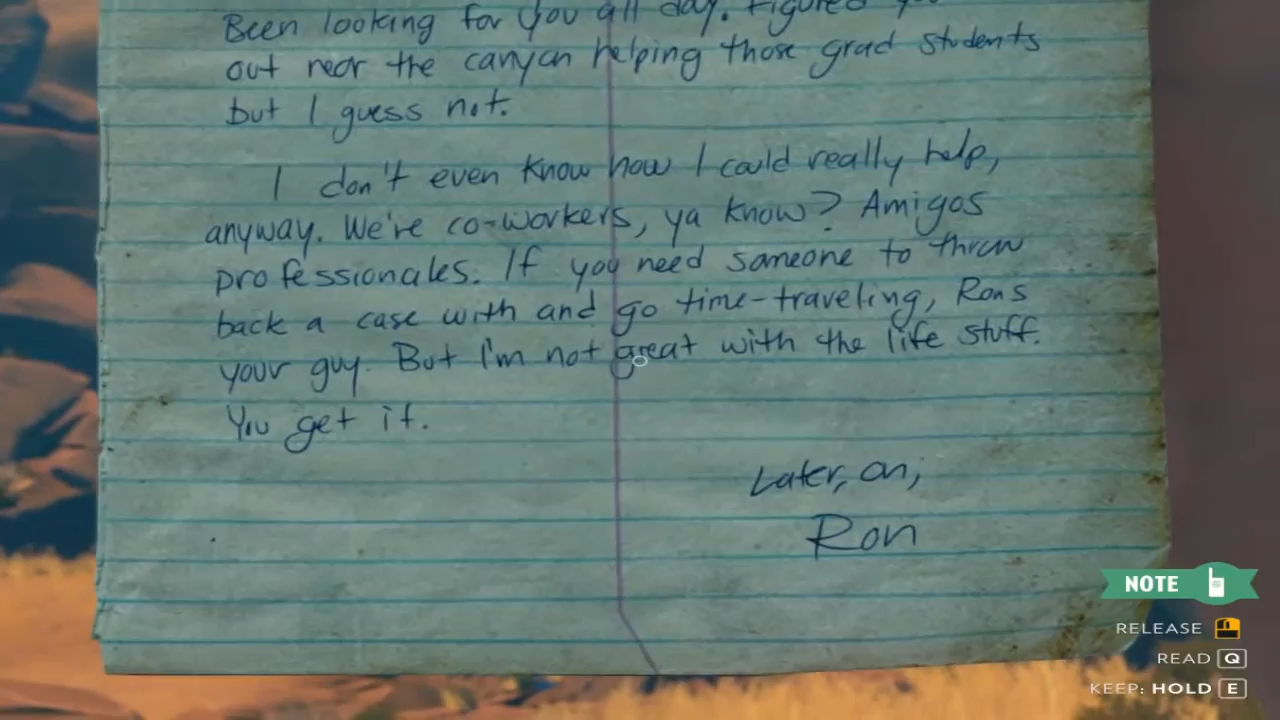 Been looking for you all day. Figured
out near the canyon helping those grad students
but I guess not.
I don't even know how I could really help,
anyway. We're co-workers, ya know? Amigos
professionales. If you need someone to throw
back a case with and go time-traveling, Rons
your guy. But I'm not great with the life stuff.
You get it.
Later, on,
Ron
NOTE
RELEASE
READ Q
KEEP: HOLD E